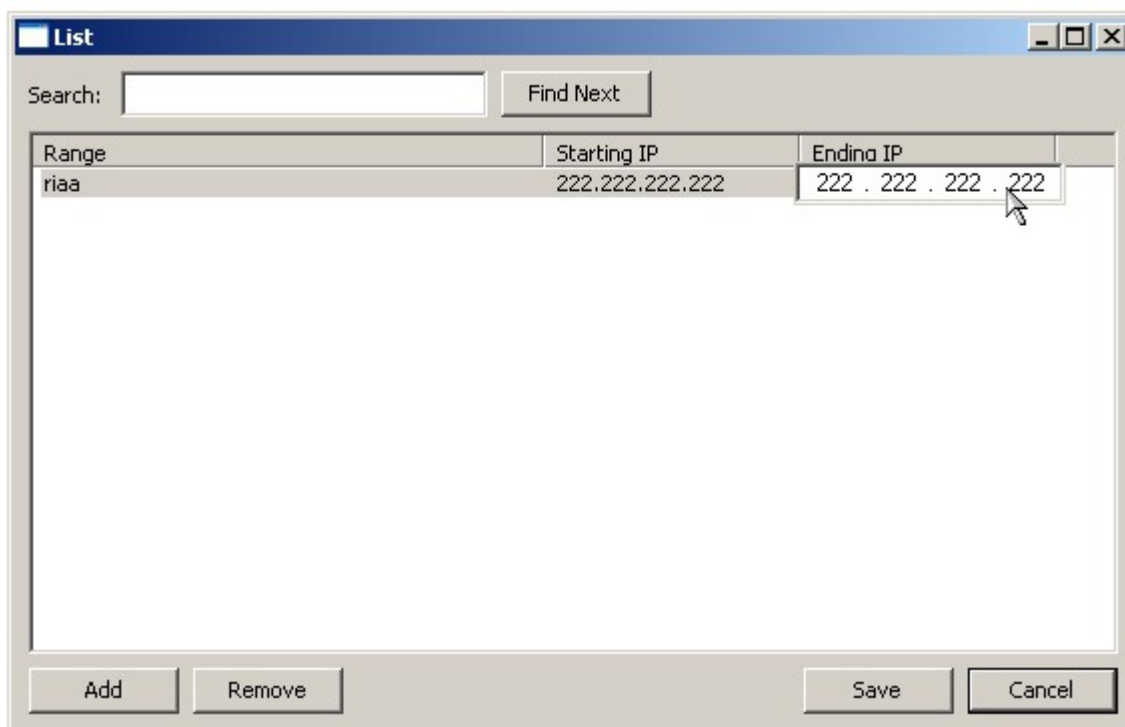 List
Search: Find Next
Range Starting IP Ending IP
riaa 222.222.222.222 222 . 222 . 222 . 222
Add Remove Save Cancel